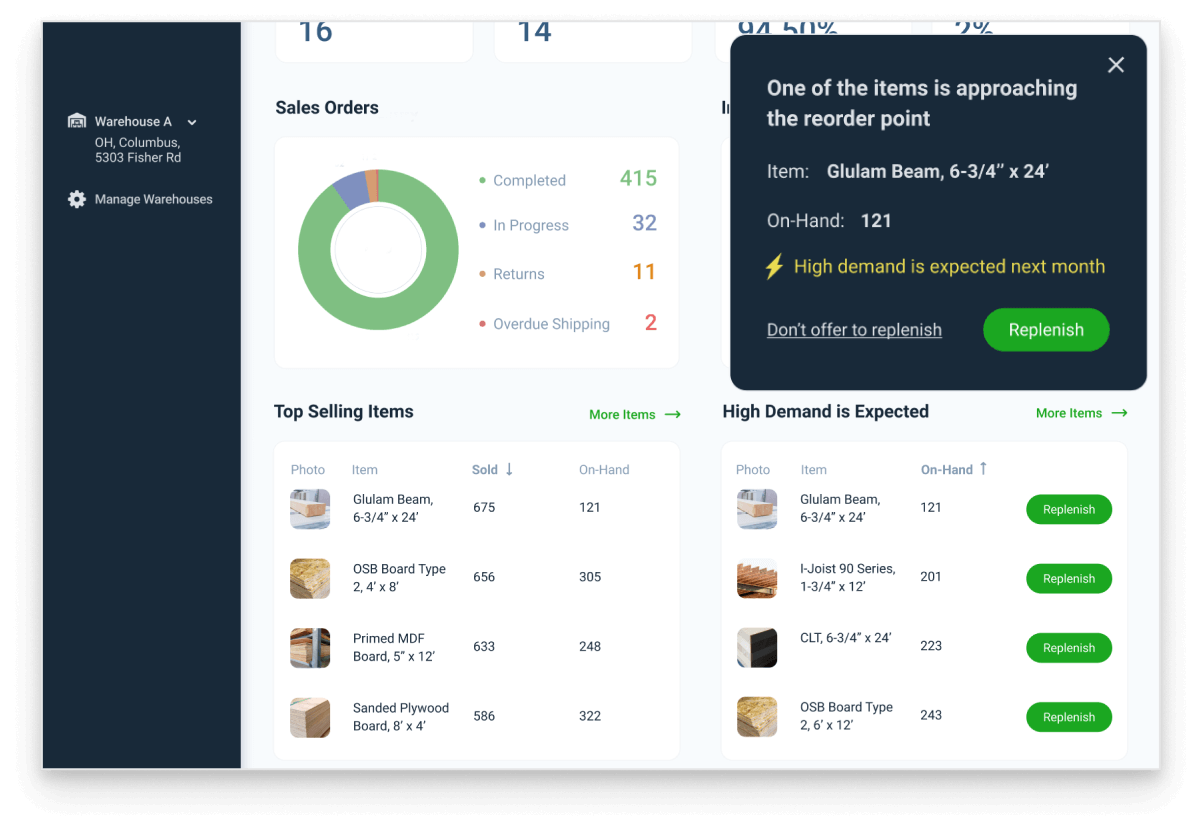 16
14
94.50%
2%
Warehouse A
OH, Columbus,
5303 Fisher Rd
Manage Warehouses
Sales Orders
Completed 415
In Progress 32
Returns 11
Overdue Shipping 2
One of the items is approaching
the reorder point
Item: Glulam Beam, 6-3/4’’ x 24’
On-Hand: 121
High demand is expected next month
Don’t offer to replenish
Replenish
Top Selling Items
More Items →
Photo Item Sold ↓ On-Hand
Glulam Beam,
6-3/4” x 24’
675 121
OSB Board Type
2, 4’ x 8’
656 305
Primed MDF
Board, 5” x 12’
633 248
Sanded Plywood
Board, 8’ x 4’
586 322
High Demand is Expected
More Items →
Photo Item On-Hand ↑
Glulam Beam,
6-3/4” x 24’
121 Replenish
I-Joist 90 Series,
1-3/4” x 12’
201 Replenish
CLT, 6-3/4” x 24’
223 Replenish
OSB Board Type
2, 6’ x 12’
243 Replenish